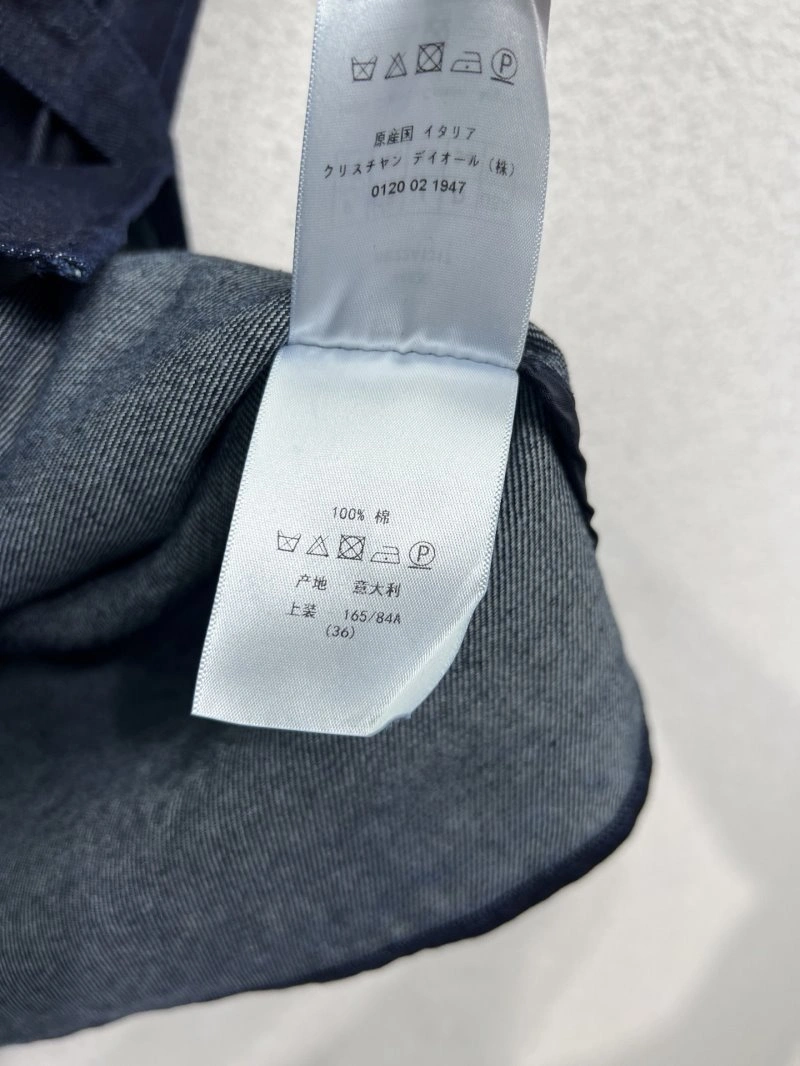 P
原産国 イタリア
クリスチャン デイオール（株）
0120 02 1947
100% 棉
P
产地 意大利
上装 165/84A
(36)